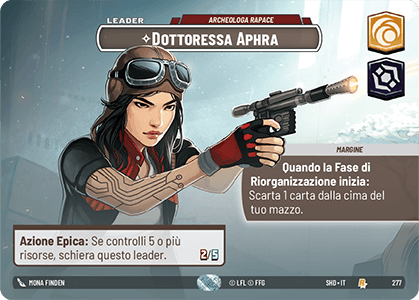 LEADER
ARCHEOLOGA RAPACE
✧DOTTORESSA APHRA
MARGINE
Quando la Fase di
Riorganizzazione inizia:
Scarta 1 carta dalla cima del
tuo mazzo.
Azione Epica: Se controlli 5 o più
risorse, schiera questo leader.
2/5
MONA FINDEN
© LFL © FFG
SHD • IT
277